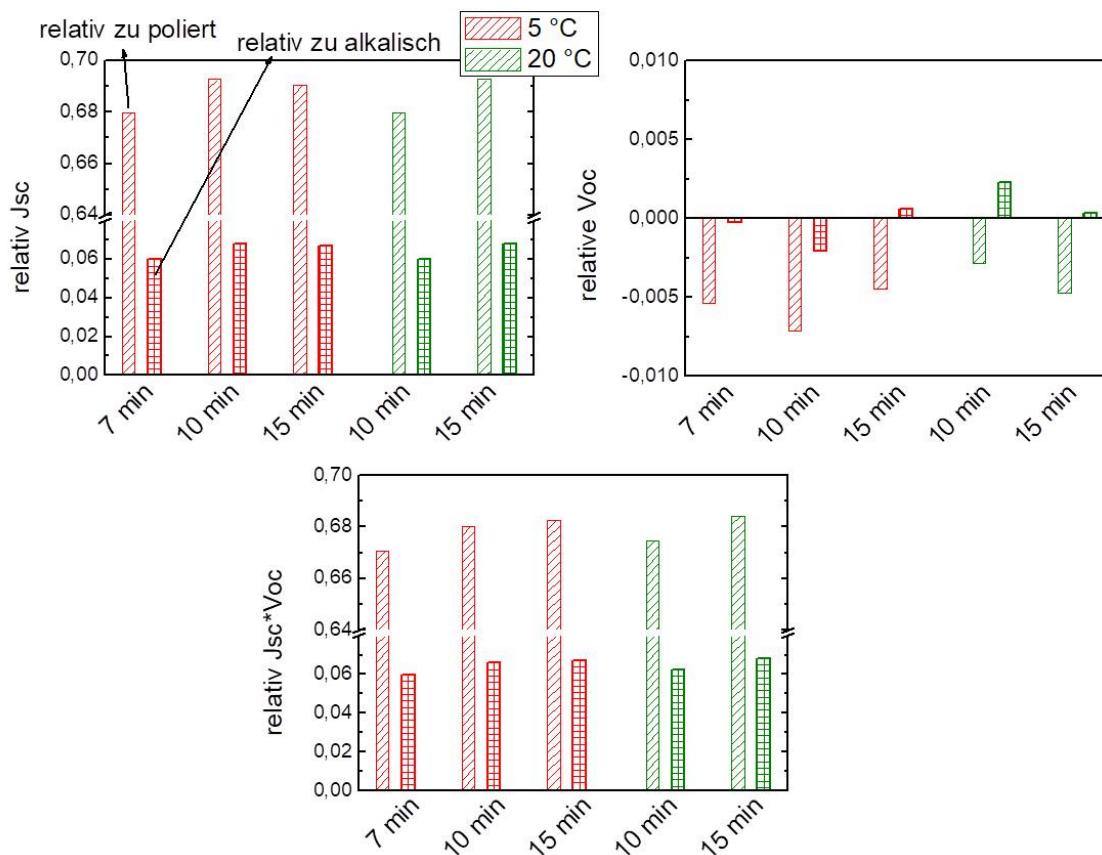 relativ zu poliert
relativ zu alkalisch
5 °C
20 °C
relativ Jsc
0,70
0,68
0,66
0,64
0,06
0,04
0,02
0,00
7 min
10 min
15 min
10 min
15 min
relative Voc
0,010
0,005
0,000
-0,005
-0,010
7 min
10 min
15 min
10 min
15 min
relativ Jsc*Voc
0,70
0,68
0,66
0,64
0,06
0,04
0,02
0,00
7 min
10 min
15 min
10 min
15 min